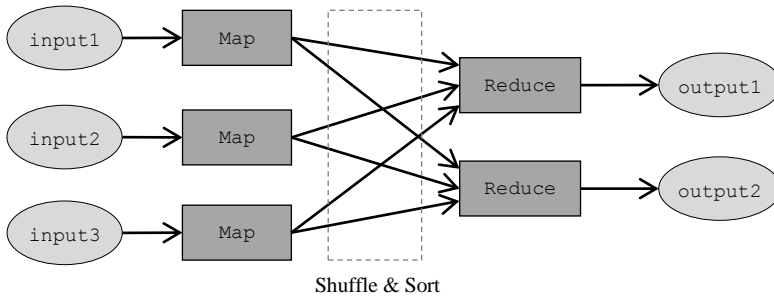 input1
Map
Reduce
output1
input2
Map
Reduce
output2
input3
Map
Shuffle & Sort